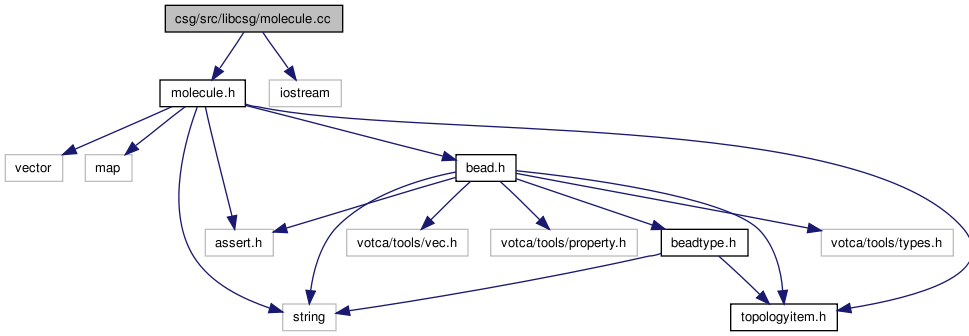 csg/src/libcsg/molecule.cc
molecule.h
iostream
vector
map
bead.h
assert.h
votca/tools/vec.h
votca/tools/property.h
beadtype.h
votca/tools/types.h
string
topologyitem.h